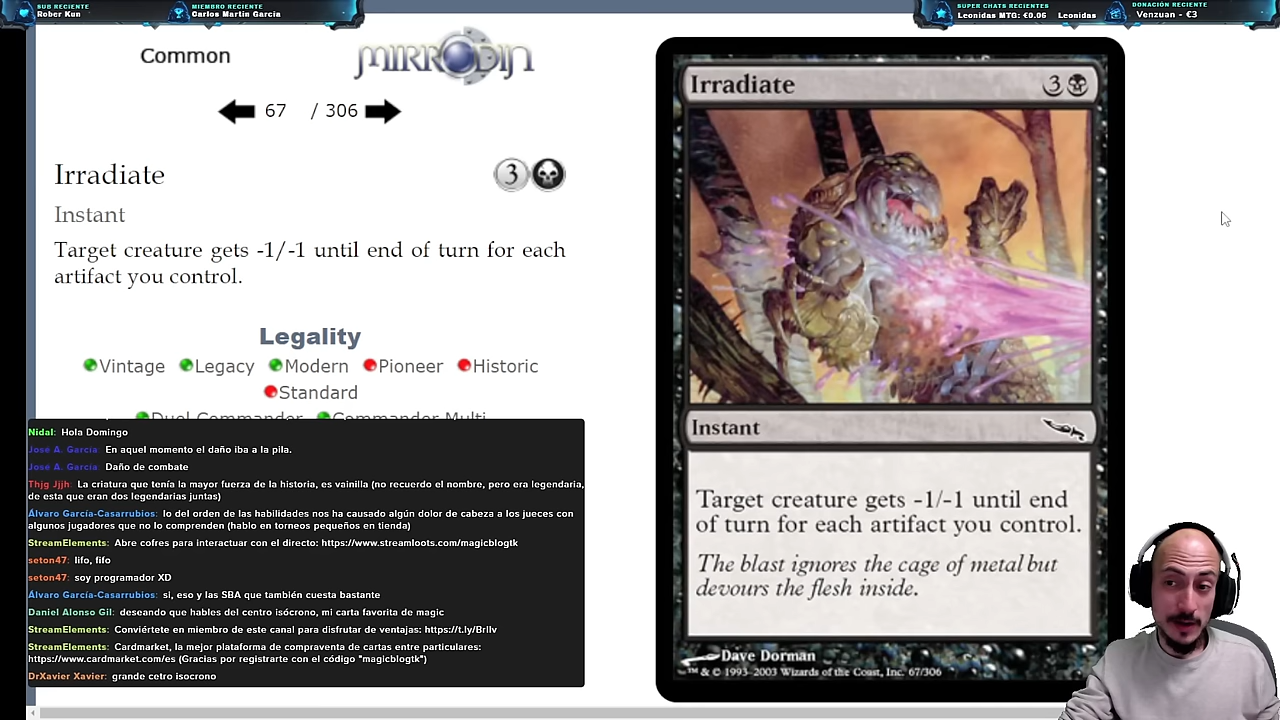 SUB RECIENTE
Rober Kun
MIEMBRO RECIENTE
Carlos Martin Garcia
SUPER CHATS RECIENTES
Leonidas MTG: €0.06 Leonidas
DONACIÓN RECIENTE
Venzuan - €3
Common
MIRRODIN
67 / 306
Irradiate
3
Instant
Target creature gets -1/-1 until end of turn for each
artifact you control.
Legality
Vintage Legacy Modern Pioneer Historic
Standard
Duel Commander Commander Multi
Nidal: Hola Domingo
José A. García: En aquel momento el daño iba a la pila.
José A. García: Daño de combate
Thjg Jjjh: La criatura que tenía la mayor fuerza de la historia, es vainilla (no recuerdo el nombre, pero era legendaria,
de esta que eran dos legendarias juntas)
Álvaro García-Casarrubios: lo del orden de las habilidades nos ha causado algún dolor de cabeza a los jueces con
algunos jugadores que no lo comprenden (hablo en torneos pequeños en tienda)
StreamElements: Abre cofres para interactuar con el directo: https://www.streamloots.com/magicblogtk
seton47: lifo, fifo
seton47: soy programador XD
Álvaro García-Casarrubios: si, eso y las SBA que también cuesta bastante
Daniel Alonso Gil: deseando que hables del centro isócrono, mi carta favorita de magic
StreamElements: Conviértete en miembro de este canal para disfrutar de ventajas: https://t.ly/Brllv
StreamElements: Cardmarket, la mejor plataforma de compraventa de cartas entre particulares:
https://www.cardmarket.com/es (Gracias por registrarte con el código "magicblogtk")
DrXavier Xavier: grande cetro isocrono
Irradiate 3
Instant
Target creature gets -1/-1 until end
of turn for each artifact you control.
The blast ignores the cage of metal but
devours the flesh inside.
Dave Dorman
™ & © 1993–2003 Wizards of the Coast, Inc. 67/306